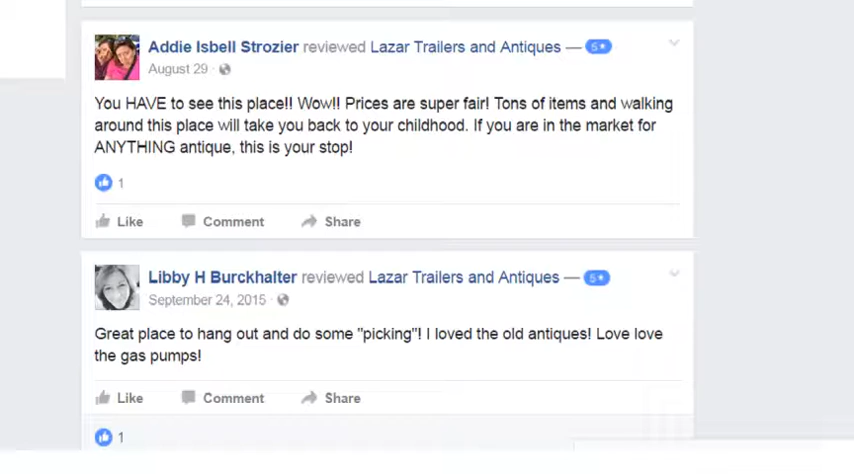 Addie Isbell Strozier reviewed Lazar Trailers and Antiques — 5★
August 29 ·
You HAVE to see this place!! Wow!! Prices are super fair! Tons of items and walking
around this place will take you back to your childhood. If you are in the market for
ANYTHING antique, this is your stop!
1
Like Comment Share
Libby H Burckhalter reviewed Lazar Trailers and Antiques — 5★
September 24, 2015 ·
Great place to hang out and do some "picking"! I loved the old antiques! Love love
the gas pumps!
Like Comment Share
1